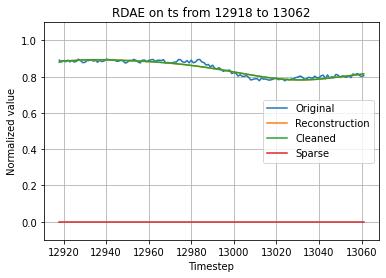 RDAE on ts from 12918 to 13062
Normalized value
1.0
0.8
0.6
0.4
0.2
0.0
Original
Reconstruction
Cleaned
Sparse
12920 12940 12960 12980 13000 13020 13040 13060
Timestep